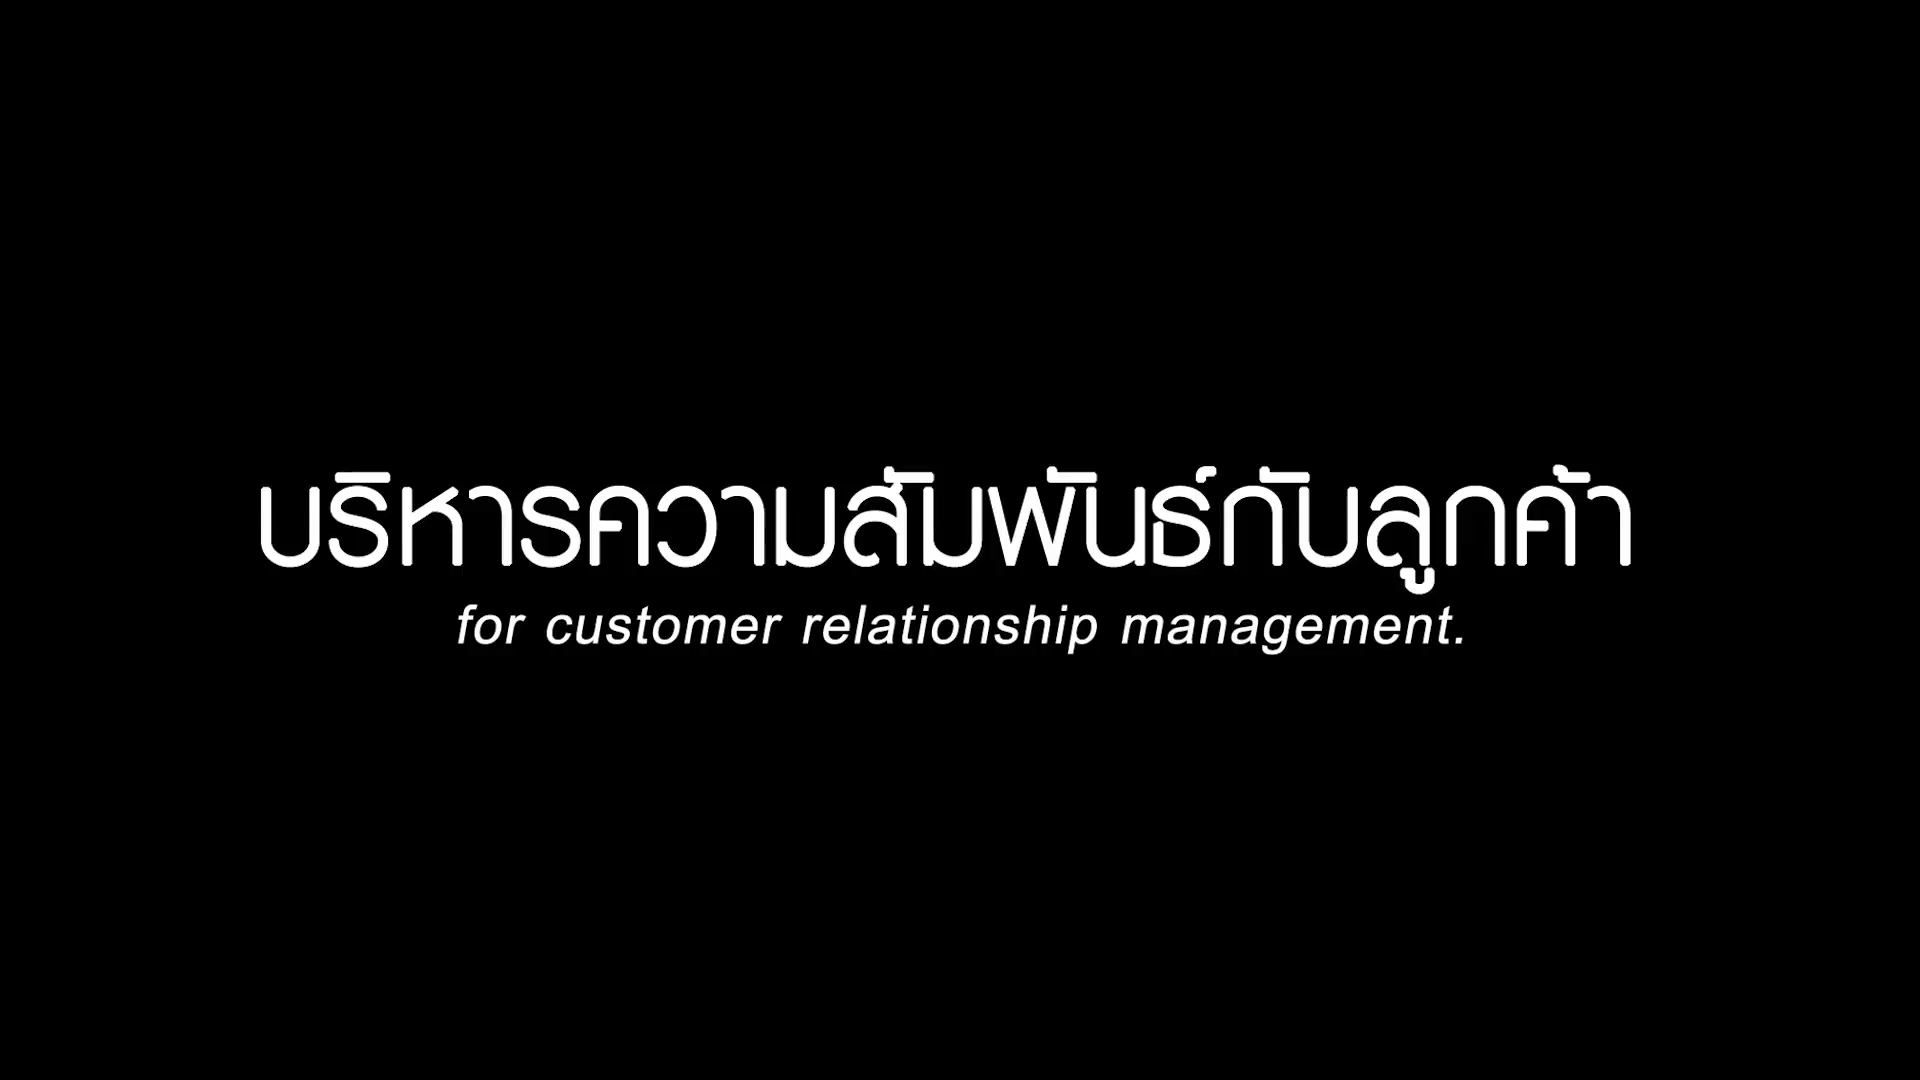 บริหารความสัมพันธ์กับลูกค้า
for customer relationship management.